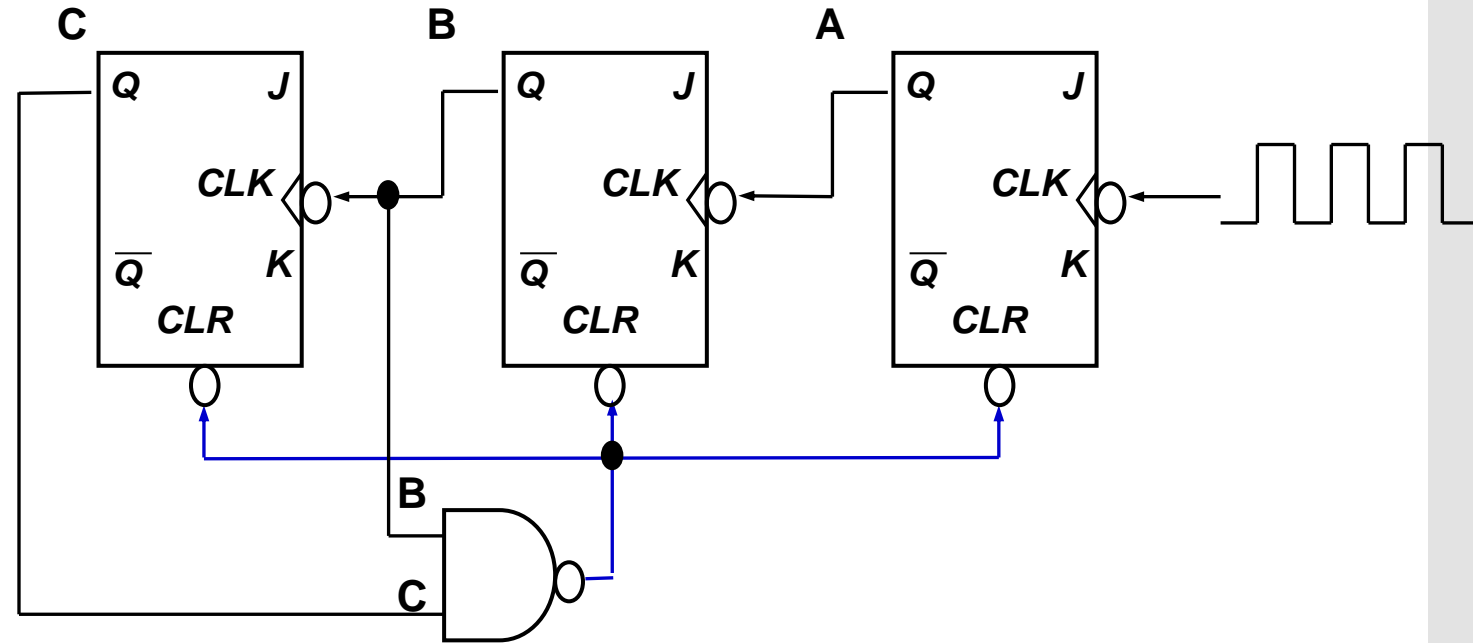 C B A
Q J Q J Q J
CLK CLK CLK
Q̅ K Q̅ K Q̅ K
CLR CLR CLR
B
C